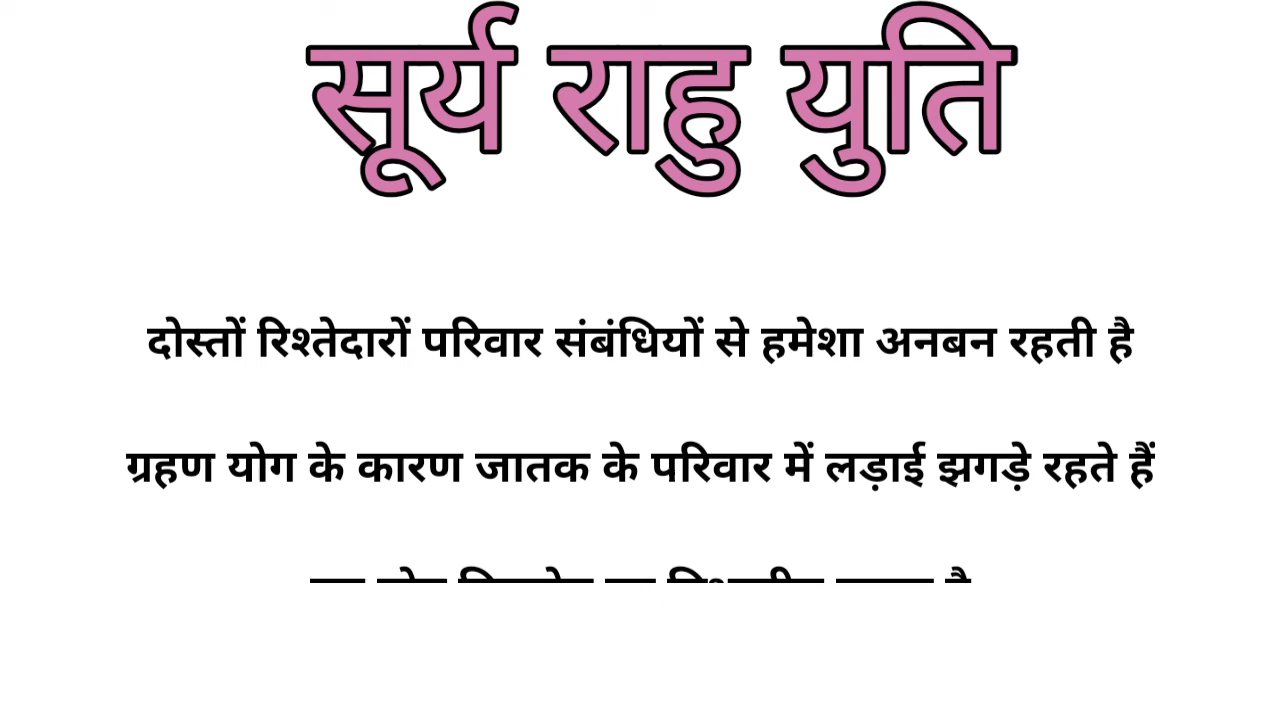 सूर्य राहु युति
दोस्तों रिश्तेदारों परिवार संबंधियों से हमेशा अनबन रहती है
ग्रहण योग के कारण जातक के परिवार में लड़ाई झगड़े रहते हैं